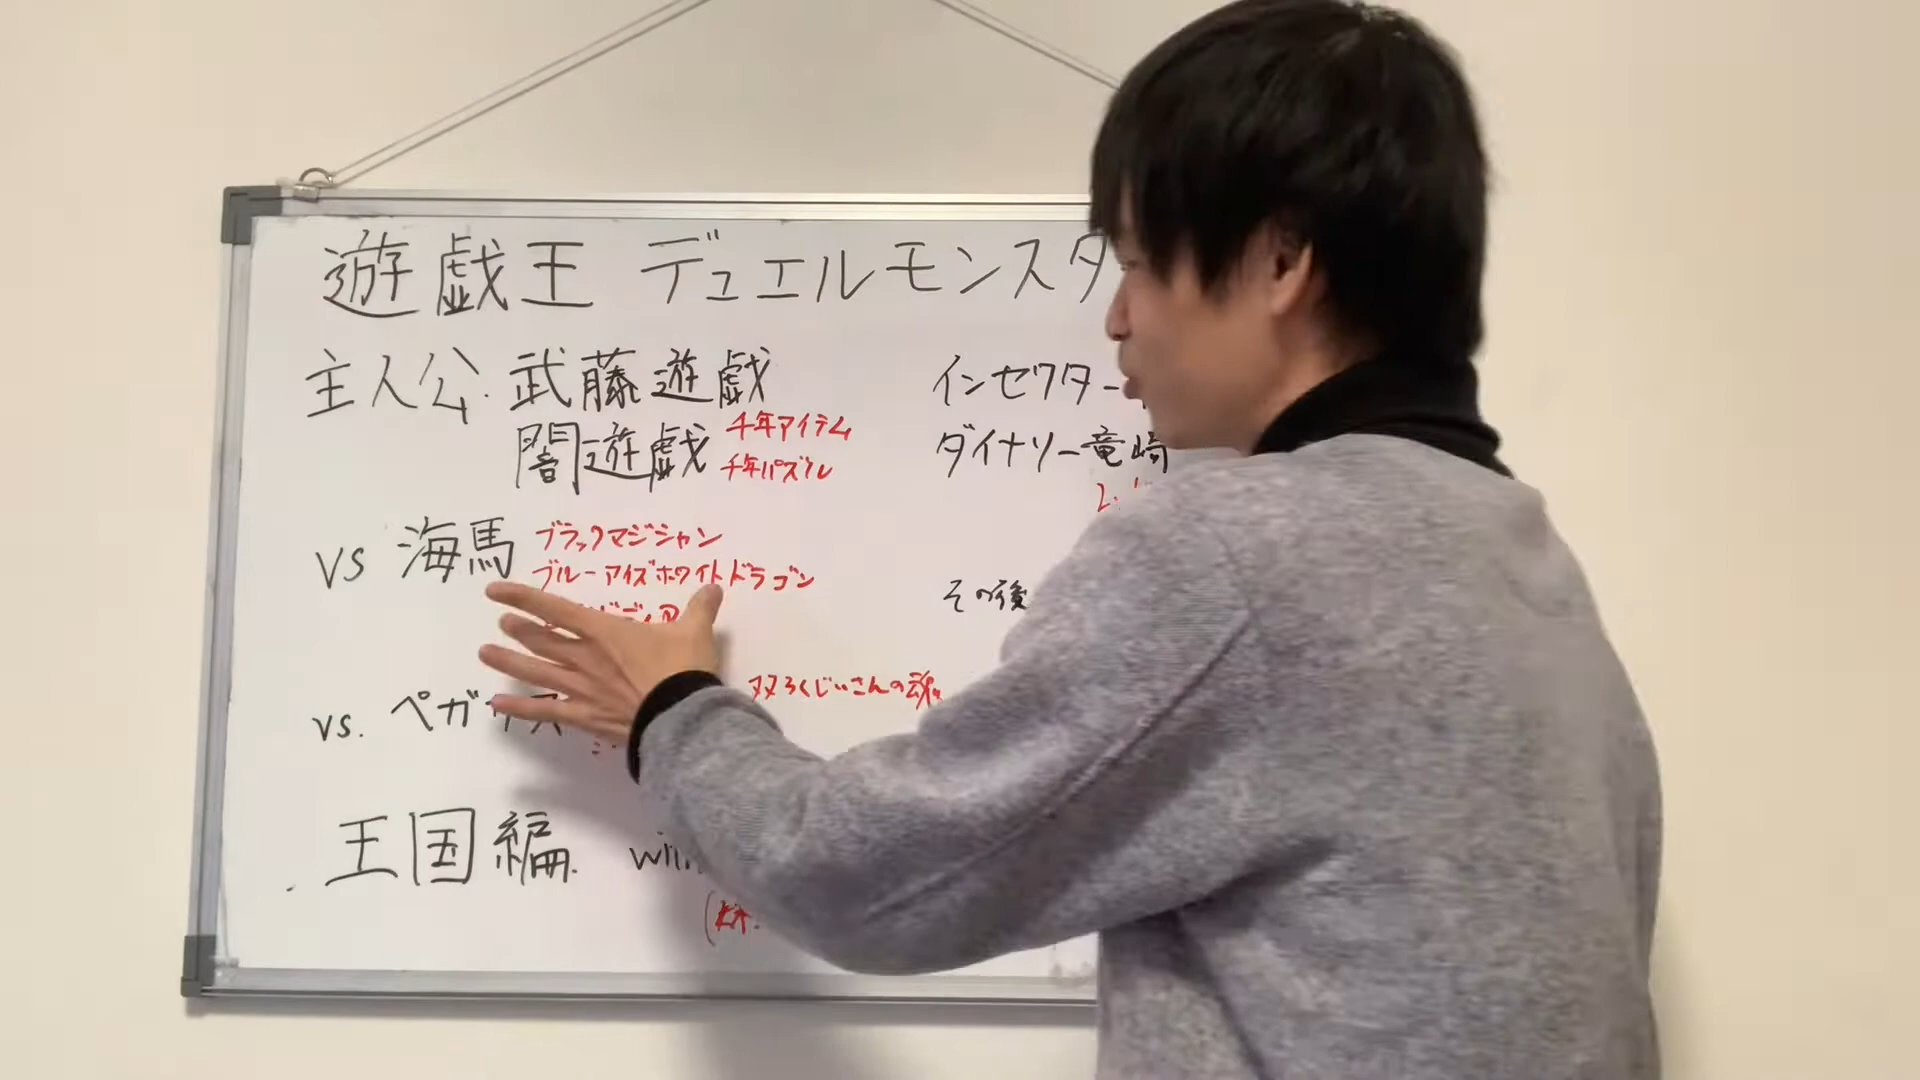 遊戯王 デュエルモンスタ
主人公. 武藤遊戯
闇遊戯
千年アイテム
千年パズル
vs 海馬
ブラックマジシャン
ブルーアイズホワイトドラゴン
vs. ペガサス
双ろくじいさんの魂
王国編.
インセクター
ダイナソー竜崎
その後